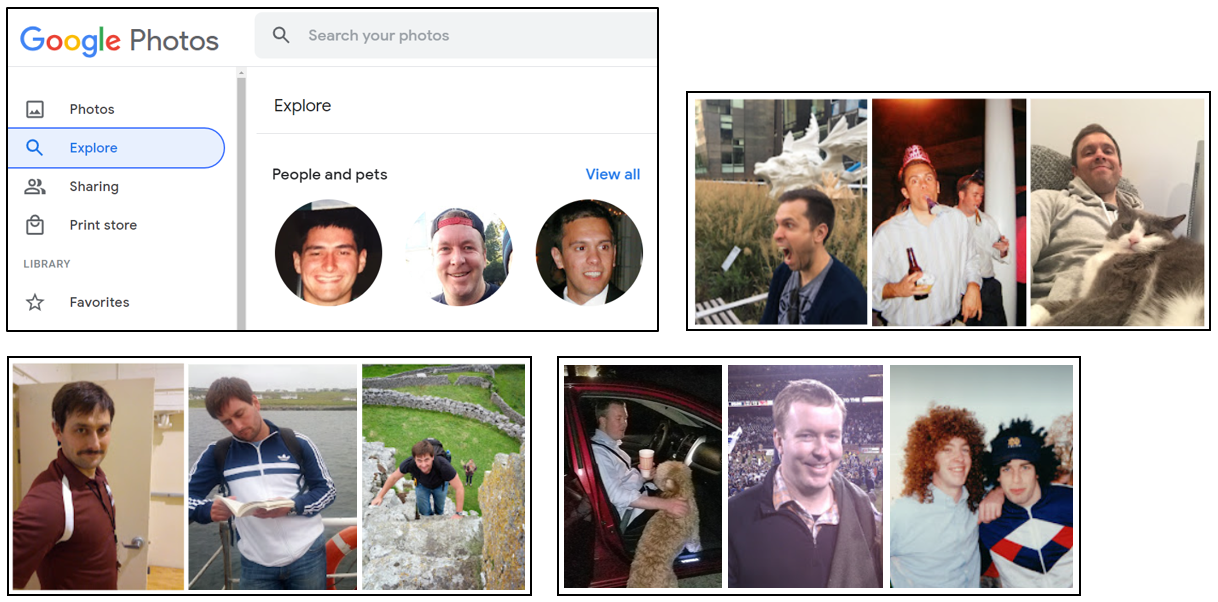 Google Photos
Search your photos
Photos
Explore
Sharing
Print store
LIBRARY
Favorites
Explore
People and pets
View all